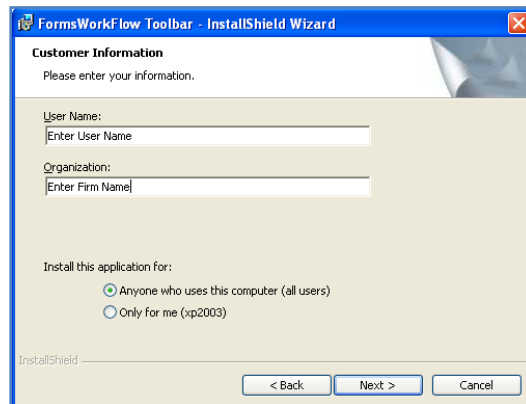 FormsWorkFlow Toolbar - InstallShield Wizard
Customer Information
Please enter your information.
User Name:
Enter User Name
Organization:
Enter Firm Name
Install this application for:
Anyone who uses this computer (all users)
Only for me (xp2003)
InstallShield
< Back Next > Cancel